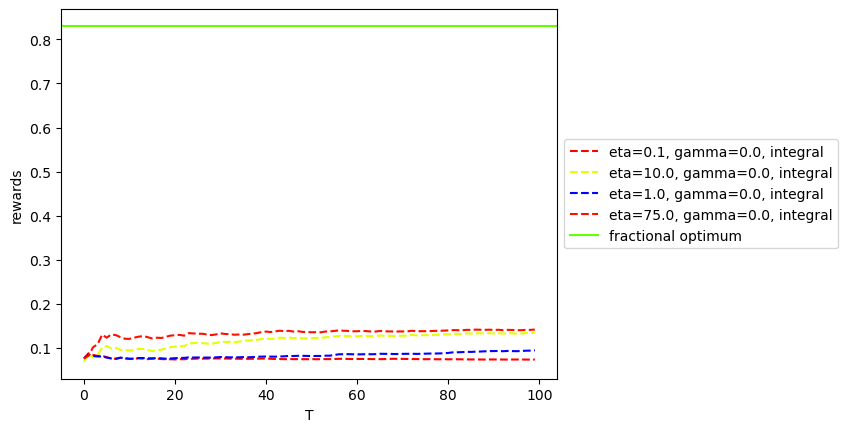 0.8
0.7
0.6
0.5
0.4
0.3
0.2
0.1
rewards
0
20
40
60
80
100
T
eta=0.1, gamma=0.0, integral
eta=10.0, gamma=0.0, integral
eta=1.0, gamma=0.0, integral
eta=75.0, gamma=0.0, integral
fractional optimum